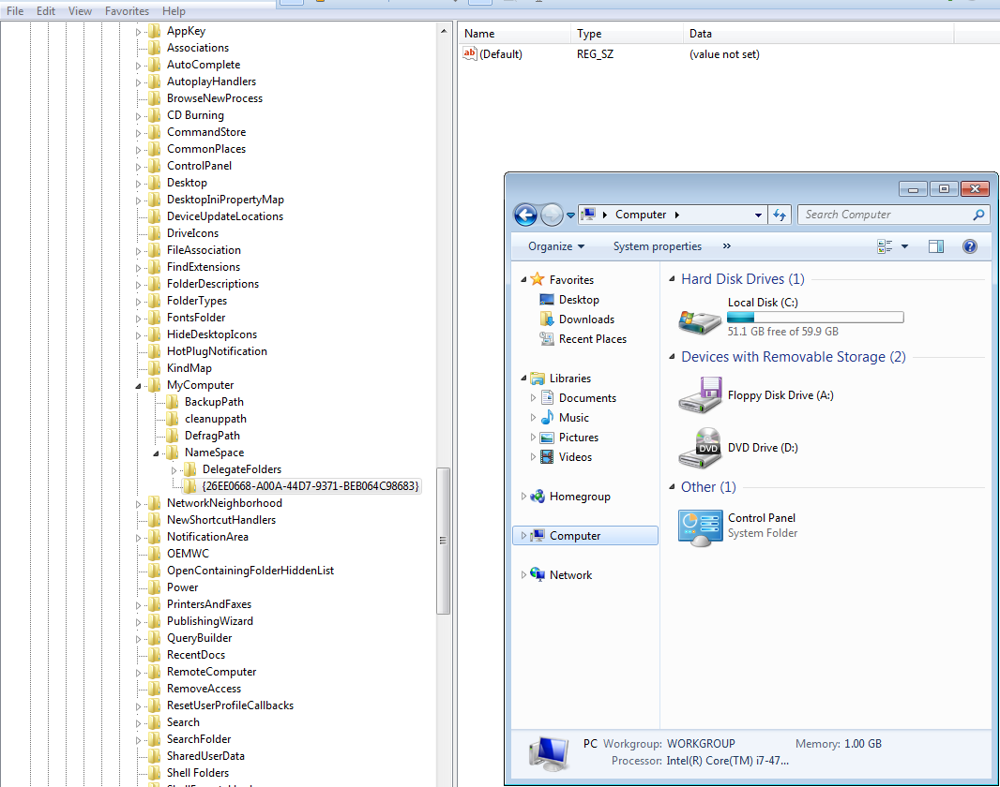 File Edit View Favorites Help
AppKey
Associations
AutoComplete
AutoplayHandlers
BrowseNewProcess
CD Burning
CommandStore
CommonPlaces
ControlPanel
Desktop
DesktopIniPropertyMap
DeviceUpdateLocations
DriveIcons
FileAssociation
FindExtensions
FolderDescriptions
FolderTypes
FontsFolder
HideDesktopIcons
HotPlugNotification
KindMap
MyComputer
BackupPath
cleanuppath
DefragPath
NameSpace
DelegateFolders
{26EE0668-A00A-44D7-9371-BEB064C98683}
NetworkNeighborhood
NewShortcutHandlers
NotificationArea
OEMWC
OpenContainingFolderHiddenList
Power
PrintersAndFaxes
PublishingWizard
QueryBuilder
RecentDocs
RemoteComputer
RemoveAccess
ResetUserProfileCallbacks
Search
SearchFolder
SharedUserData
Shell Folders
Name Type Data
ab (Default) REG_SZ (value not set)
Computer
Search Computer
Organize System properties »
Favorites
Desktop
Downloads
Recent Places
Libraries
Documents
Music
Pictures
Videos
Homegroup
Computer
Network
Hard Disk Drives (1)
Local Disk (C:)
51.1 GB free of 59.9 GB
Devices with Removable Storage (2)
Floppy Disk Drive (A:)
DVD
DVD Drive (D:)
Other (1)
Control Panel
System Folder
PC Workgroup: WORKGROUP Memory: 1.00 GB
Processor: Intel(R) Core(TM) i7-47...